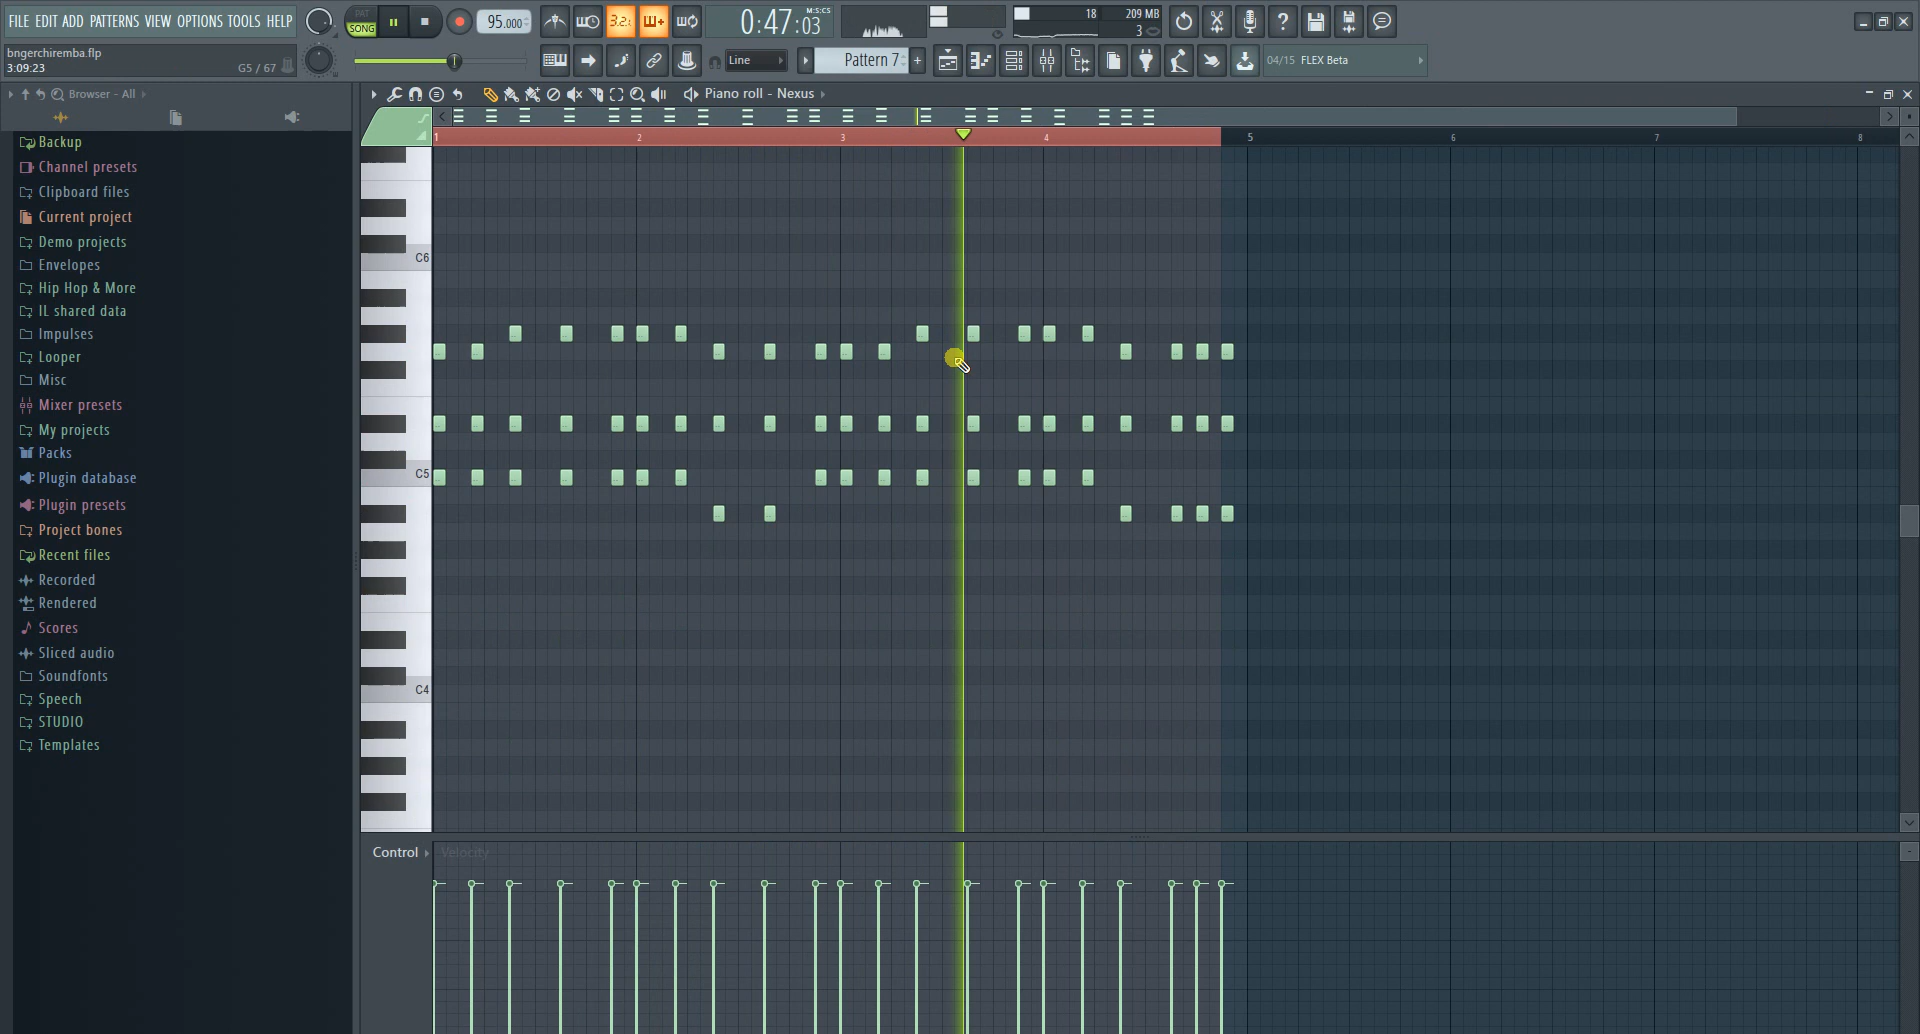 FILE EDIT ADD PATTERNS VIEW OPTIONS TOOLS HELP
PAT
SONG
3.2.
95.000
0:47:03
M:S:CS
18
209 MB
3
bngerchiremba.flp
3:09:23
G5 / 67
Line
Pattern 7
+
04/15 FLEX Beta
Browser - All
Piano roll - Nexus
Backup
Channel presets
Clipboard files
Current project
Demo projects
Envelopes
Hip Hop & More
IL shared data
Impulses
Looper
Misc
Mixer presets
My projects
Packs
Plugin database
Plugin presets
Project bones
Recent files
Recorded
Rendered
Scores
Sliced audio
Soundfonts
Speech
STUDIO
Templates
1 2 3 4 5 6 7 8
C6
C5
C4
Control
Velocity